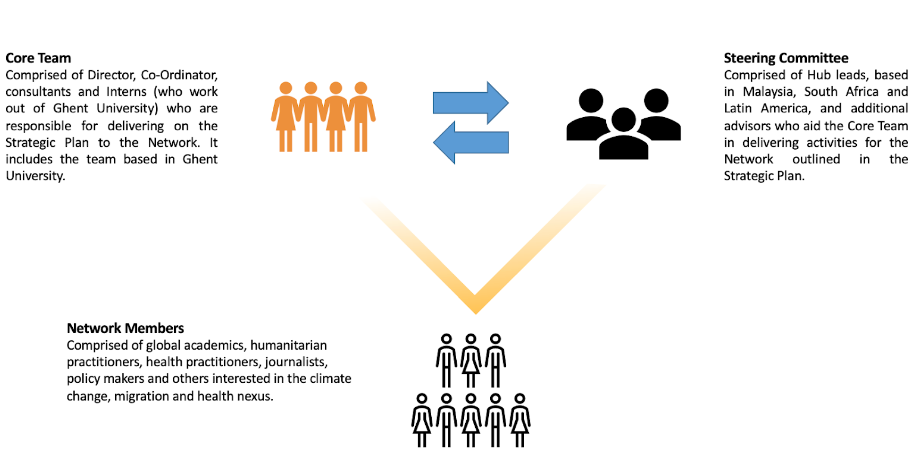 Core Team
Comprised of Director, Co-Ordinator,
consultants and Interns (who work
out of Ghent University) who are
responsible for delivering on the
Strategic Plan to the Network. It
includes the team based in Ghent
University.
Steering Committee
Comprised of Hub leads, based
in Malaysia, South Africa and
Latin America, and additional
advisors who aid the Core Team
in delivering activities for the
Network outlined in the
Strategic Plan.
Network Members
Comprised of global academics, humanitarian
practitioners, health practitioners, journalists,
policy makers and others interested in the climate
change, migration and health nexus.